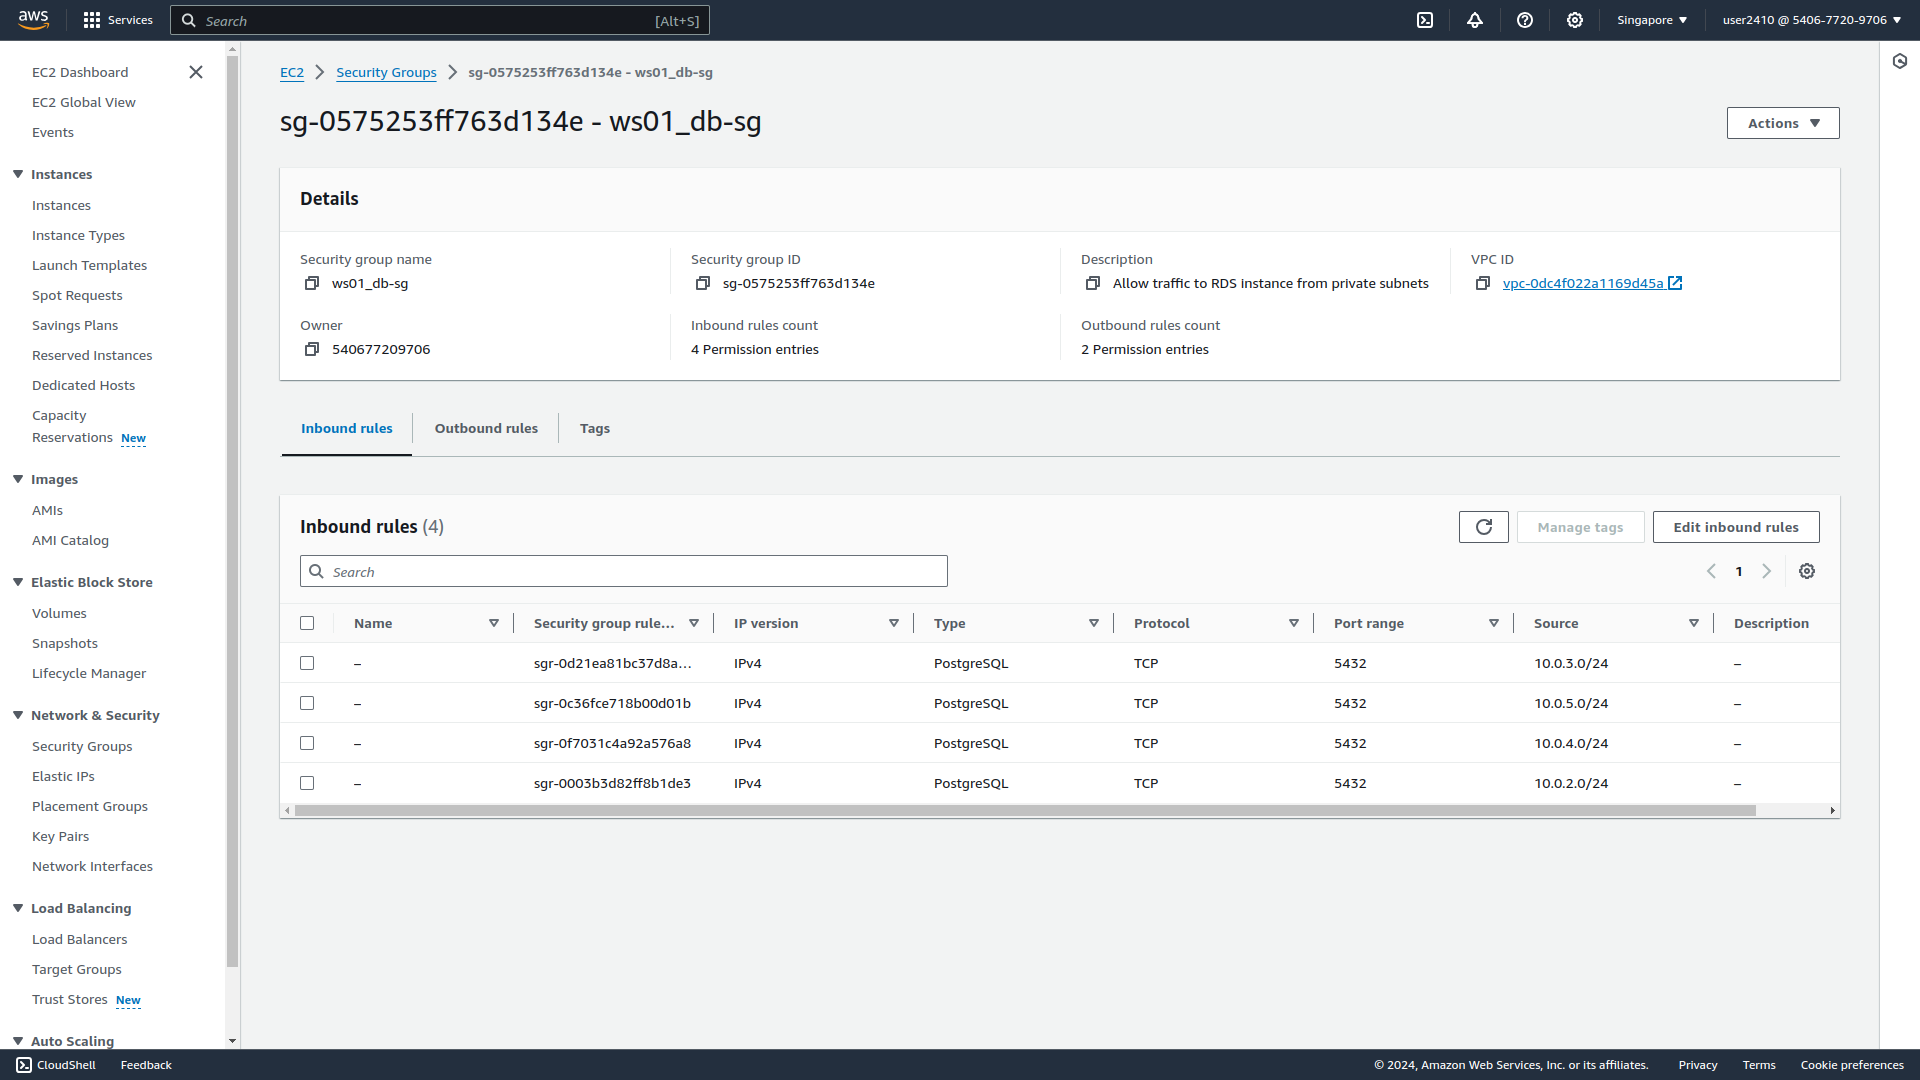 aws
Services
Search
[Alt+S]
Singapore
user2410 @ 5406-7720-9706
EC2 Dashboard
EC2 Global View
Events
Instances
Instances
Instance Types
Launch Templates
Spot Requests
Savings Plans
Reserved Instances
Dedicated Hosts
Capacity
Reservations New
Images
AMIs
AMI Catalog
Elastic Block Store
Volumes
Snapshots
Lifecycle Manager
Network & Security
Security Groups
Elastic IPs
Placement Groups
Key Pairs
Network Interfaces
Load Balancing
Load Balancers
Target Groups
Trust Stores New
Auto Scaling
EC2 Security Groups sg-0575253ff763d134e - ws01_db-sg
sg-0575253ff763d134e - ws01_db-sg
Actions
Details
Security group name
ws01_db-sg
Security group ID
sg-0575253ff763d134e
Description
Allow traffic to RDS instance from private subnets
VPC ID
vpc-0dc4f022a1169d45a
Owner
540677209706
Inbound rules count
4 Permission entries
Outbound rules count
2 Permission entries
Inbound rules Outbound rules Tags
Inbound rules (4)
Manage tags
Edit inbound rules
Search
1
Name Security group rule... IP version Type Protocol Port range Source Description
– sgr-0d21ea81bc37d8a... IPv4 PostgreSQL TCP 5432 10.0.3.0/24 –
– sgr-0c36fce718b00d01b IPv4 PostgreSQL TCP 5432 10.0.5.0/24 –
– sgr-0f7031c4a92a576a8 IPv4 PostgreSQL TCP 5432 10.0.4.0/24 –
– sgr-0003b3d82ff8b1de3 IPv4 PostgreSQL TCP 5432 10.0.2.0/24 –
CloudShell Feedback © 2024, Amazon Web Services, Inc. or its affiliates. Privacy Terms Cookie preferences